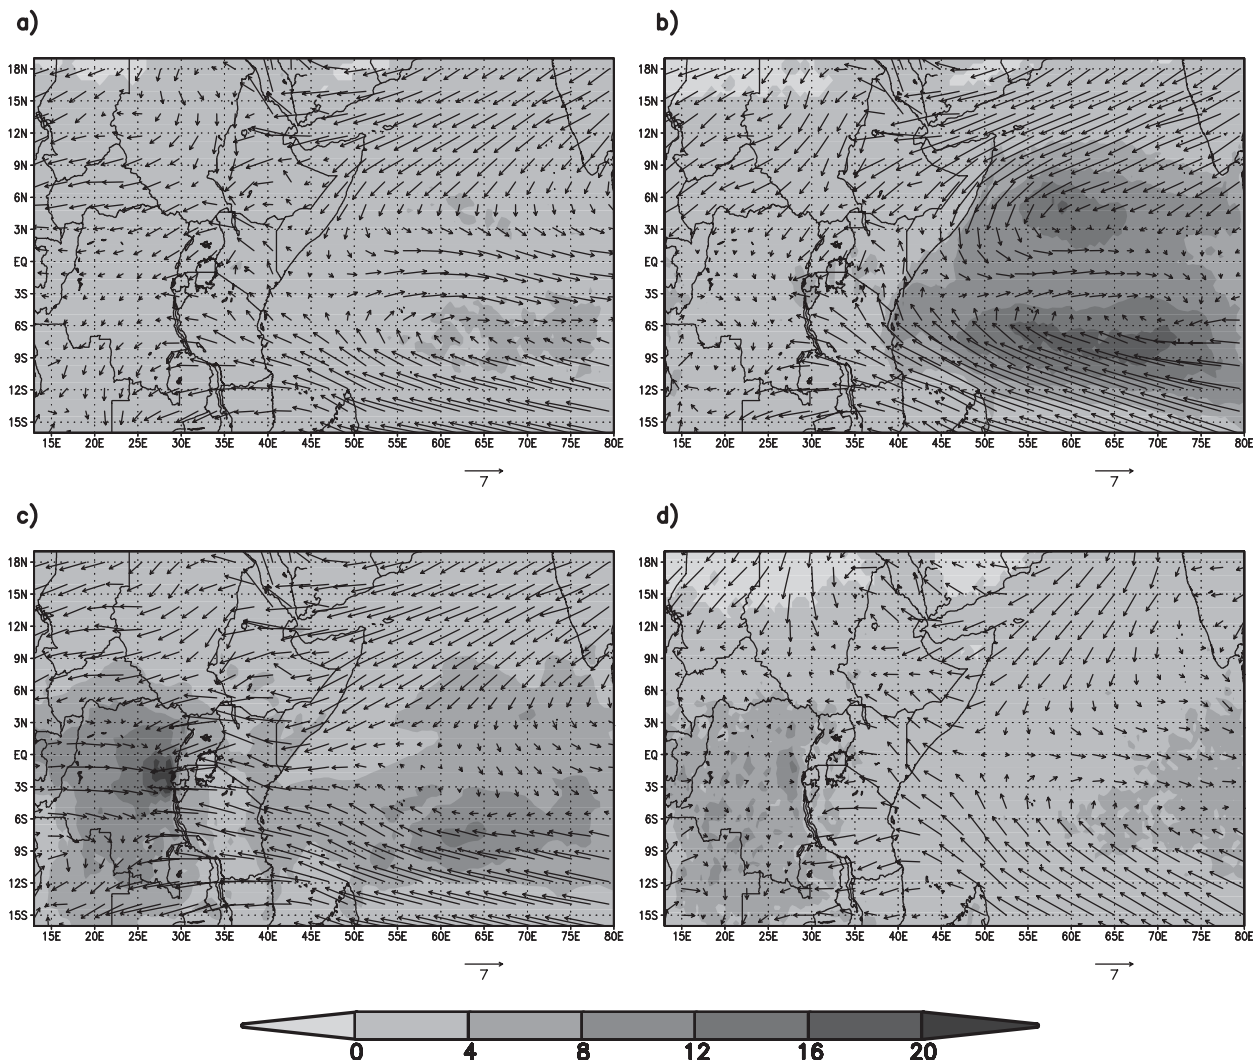 a) b)
18N 18N
15N 15N
12N 12N
9N 9N
6N 6N
3N 3N
EQ EQ
3S 3S
6S 6S
9S 9S
12S 12S
15S 15S
15E 20E 25E 30E 35E 40E 45E 50E 55E 60E 65E 70E 75E 80E 15E 20E 25E 30E 35E 40E 45E 50E 55E 60E 65E 70E 75E 80E
7 7
c) d)
18N 18N
15N 15N
12N 12N
9N 9N
6N 6N
3N 3N
EQ EQ
3S 3S
6S 6S
9S 9S
12S 12S
15S 15S
15E 20E 25E 30E 35E 40E 45E 50E 55E 60E 65E 70E 75E 80E 15E 20E 25E 30E 35E 40E 45E 50E 55E 60E 65E 70E 75E 80E
7 7
0 4 8 12 16 20